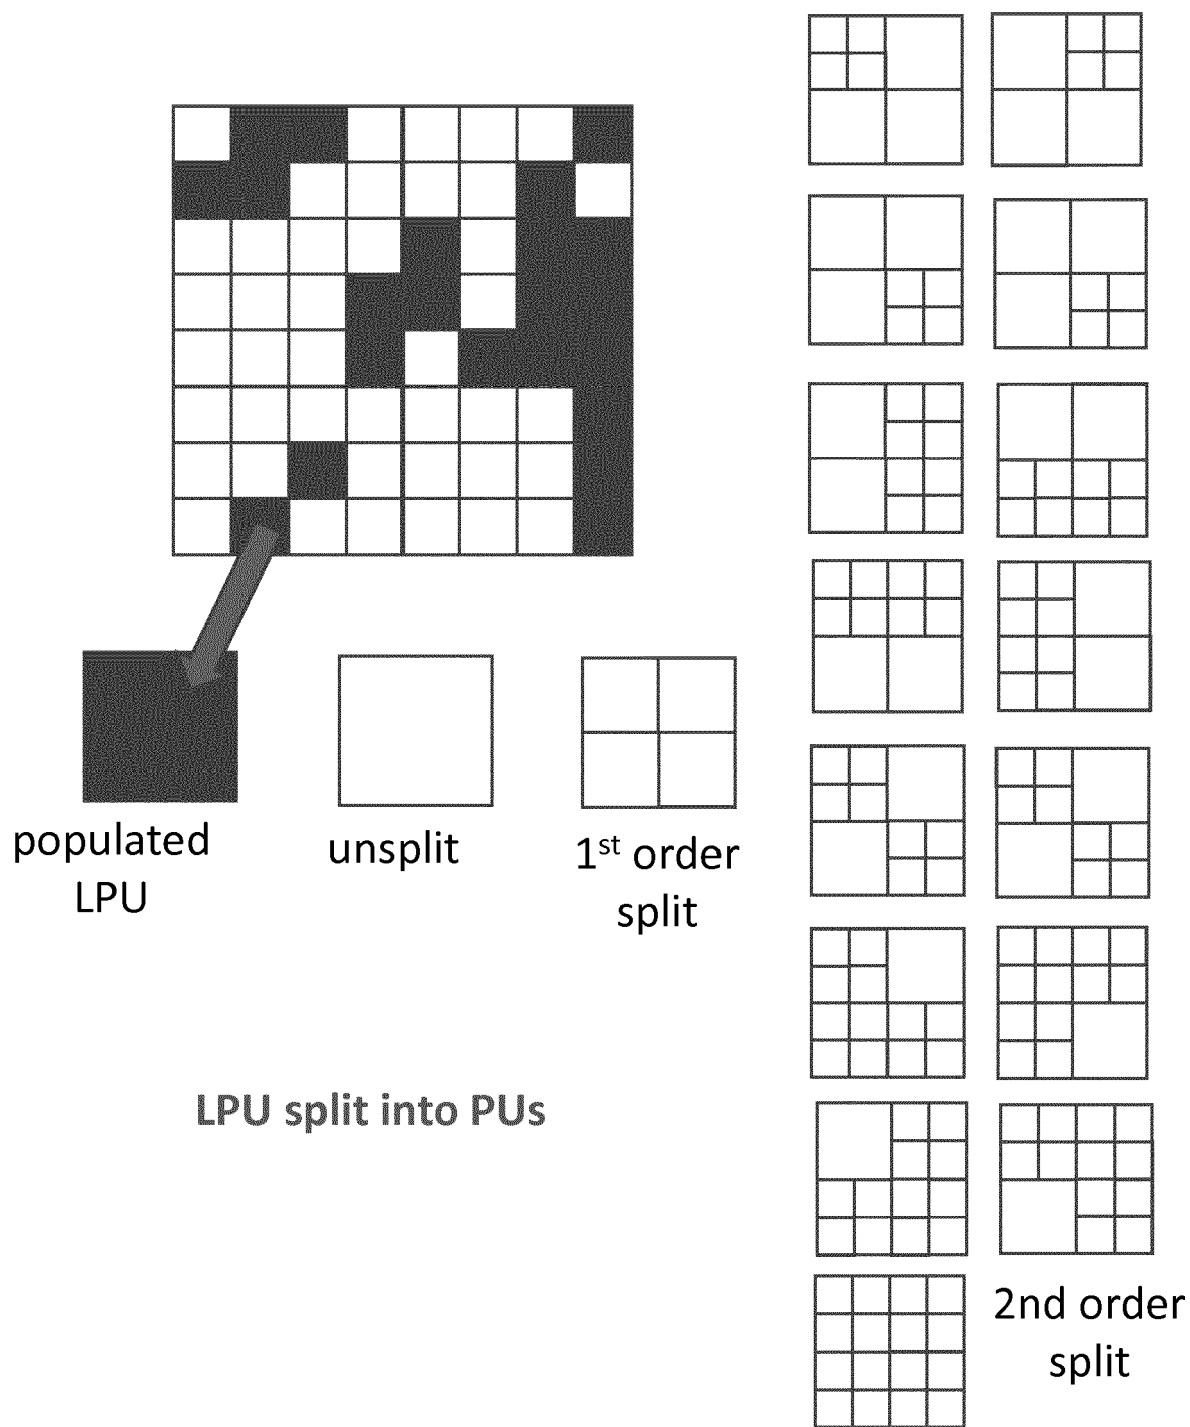 populated
LPU
unsplit
1st order
split
LPU split into PUs
2nd order
split